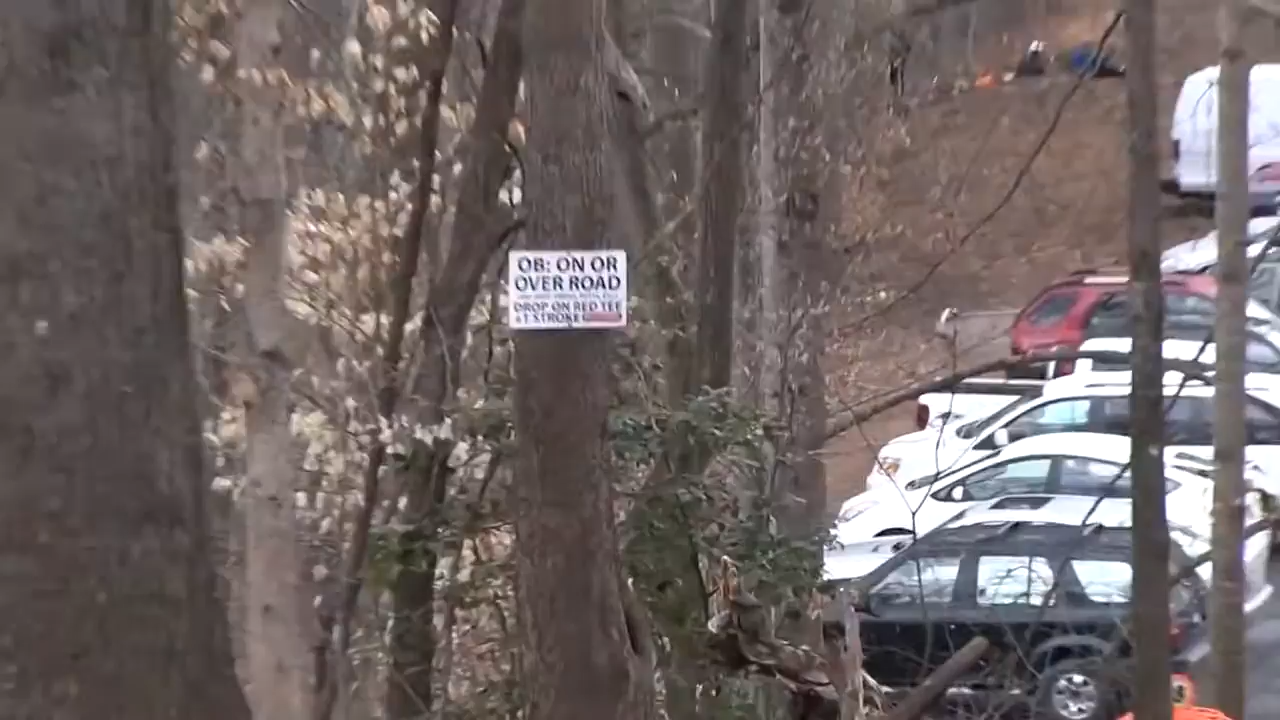 OB: ON OR
OVER ROAD
DROP ON RED TEE
+1 STROKE